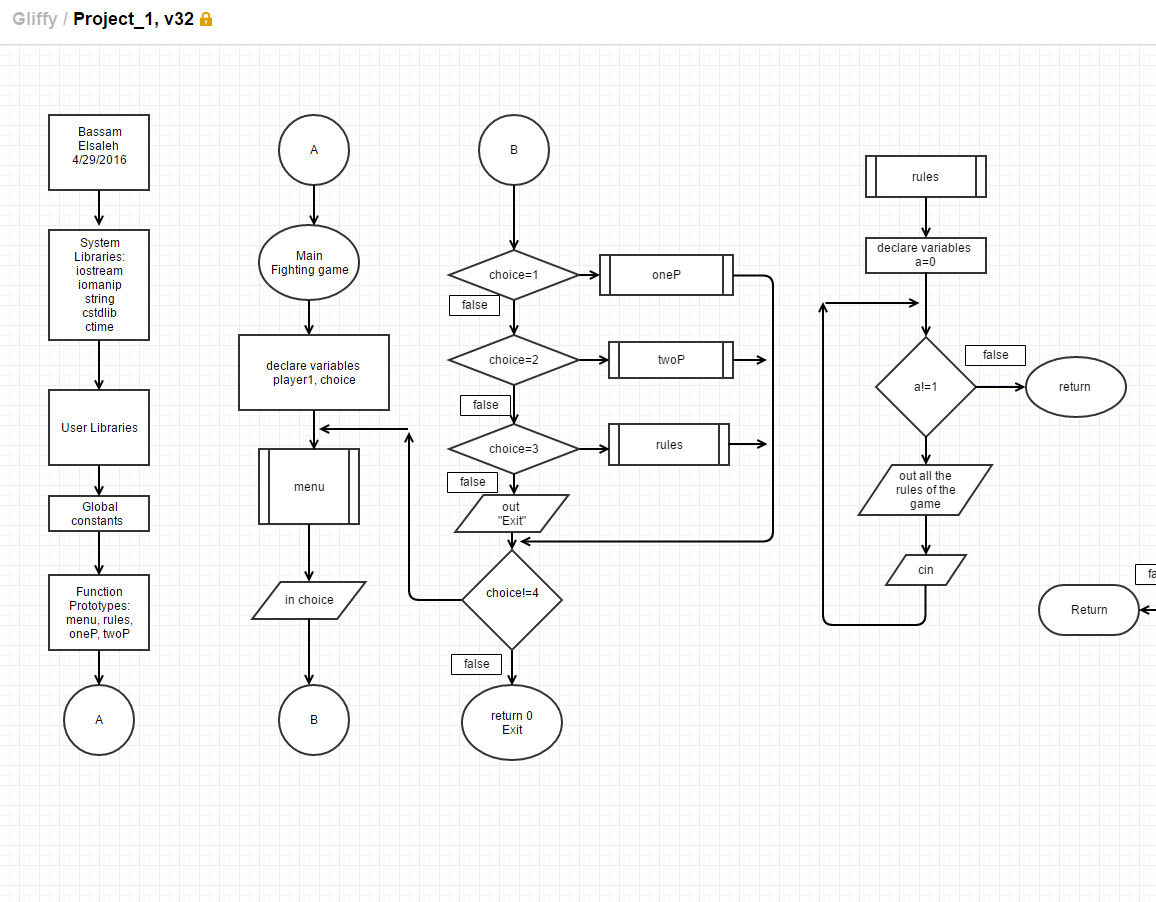 Gliffy / Project_1, v32
Bassam
Elsaleh
4/29/2016
System
Libraries:
iostream
iomanip
string
cstdlib
ctime
User Libraries
Global
constants
Function
Prototypes:
menu, rules,
oneP, twoP
A
A
Main
Fighting game
declare variables
player1, choice
menu
in choice
B
B
choice=1
oneP
false
choice=2
twoP
false
choice=3
rules
false
out
"Exit"
choice!=4
false
return 0
Exit
rules
declare variables
a=0
a!=1
false
return
out all the
rules of the
game
cin
fa
Return